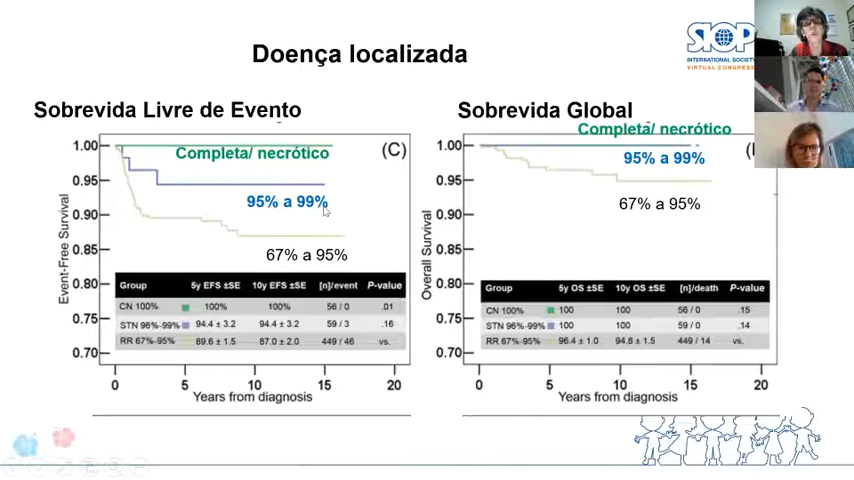 Doença localizada
SIOP
INTERNATIONAL SOCIETY
VIRTUAL CONGRESS
Sobrevida Livre de Evento
Sobrevida Global
Completa/ necrótico
(C)
95% a 99%
67% a 95%
Event-Free Survival
1.00
0.95
0.90
0.85
0.80
0.75
0.70
Group 5y EFS ±SE 10y EFS ±SE [n]/event P-value
CN 100% 100% 100% 56 / 0 .01
STN 96%-99% 94.4 ± 3.2 94.4 ± 3.2 59 / 3 .16
RR 67%-95% 89.6 ± 1.5 87.0 ± 2.0 449 / 46 vs.
0 5 10 15 20
Years from diagnosis
Completa/ necrótico
95% a 99%
67% a 95%
Overall Survival
1.00
0.95
0.90
0.85
0.80
0.75
0.70
Group 5y OS ±SE 10y OS ±SE [n]/death P-value
CN 100% 100 100 56 / 0 .15
STN 96%-99% 100 100 59 / 0 .14
RR 67%-95% 96.4 ± 1.0 94.8 ± 1.5 449 / 14 vs.
0 5 10 15 20
Years from diagnosis